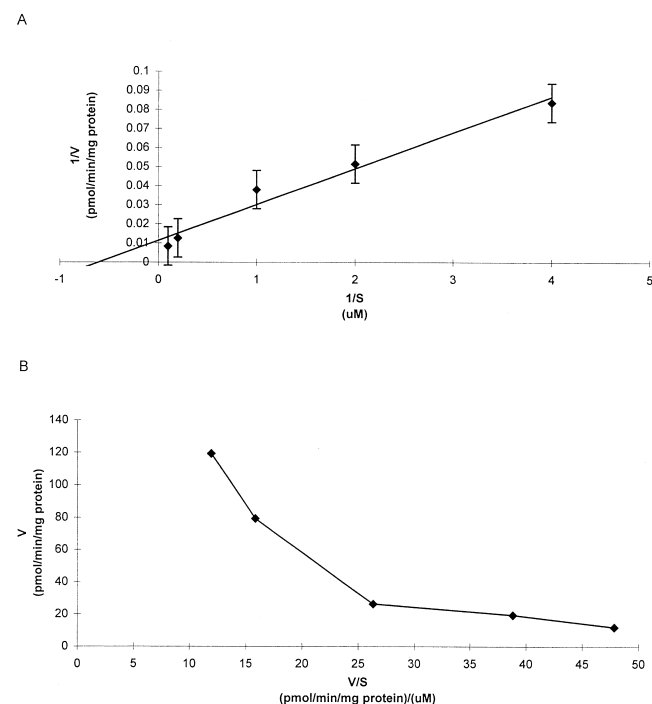 A
1/V
(pmol/min/mg protein)
0.1
0.09
0.08
0.07
0.06
0.05
0.04
0.03
0.02
0.01
0
-1 0 1 2 3 4 5
1/S
(uM)
B
V
(pmol/min/mg protein)
140
120
100
80
60
40
20
0
0 5 10 15 20 25 30 35 40 45 50
V/S
(pmol/min/mg protein)/(uM)